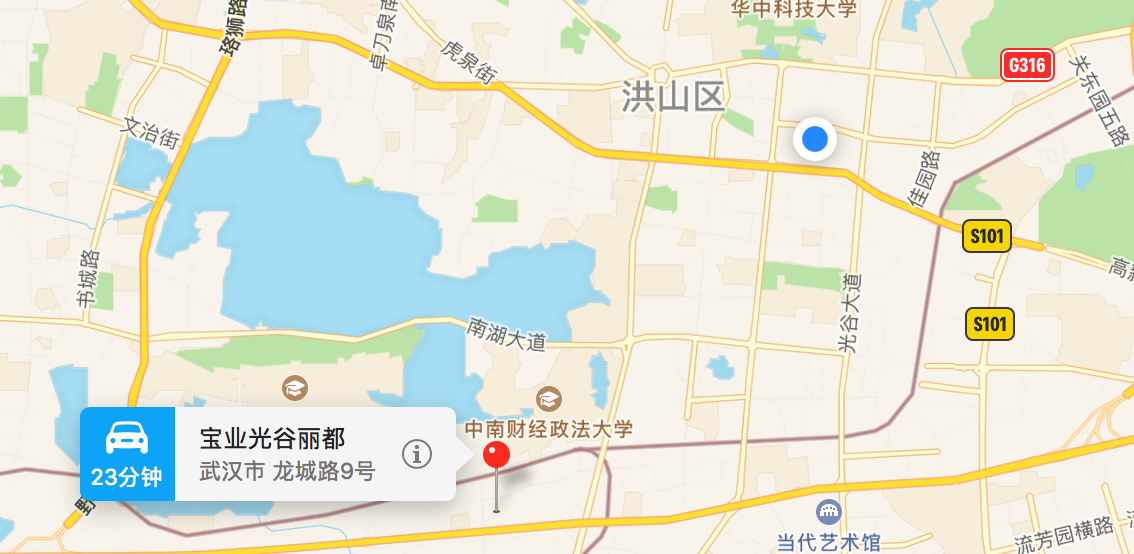 华中科技大学
珞狮路
卓刀泉南
虎泉街
G316
洪山区
关东园五路
文治街
佳园路
S101
书城路
高新
光谷大道
S101
南湖大道
宝业光谷丽都
武汉市 龙城路9号
23分钟
中南财经政法大学
野
当代艺术馆
流芳园横路